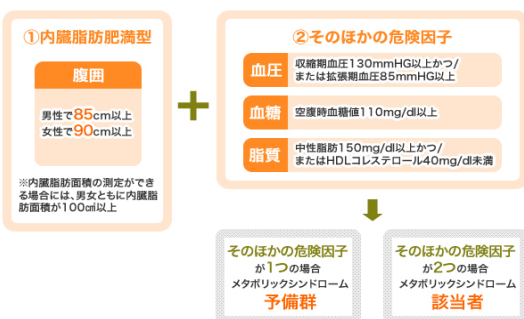 ①内臓脂肪満型
腹囲
男性で85cm以上
女性で90cm以上
※内臓脂肪面積の測定ができ
る場合には、男女ともに内臓脂
肪面積が100㎠以上
+
②そのほかの危険因子
血圧
収縮期血圧130mmHG以上かつ/
または拡張期血圧85mmHG以上
血糖
空腹時血糖値110mg/dl以上
脂質
中性脂肪150mg/dl以上かつ/
またはHDLコレステロール40mg/dl未満
そのほかの危険因子
が1つの場合
メタボリックシンドローム
予備群
そのほかの危険因子
が2つの場合
メタボリックシンドローム
該当者